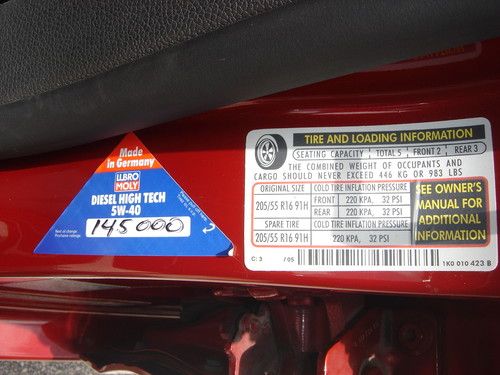 Made
in Germany
LUBRO
MOLY
DIESEL HIGH TECH
5W-40
145000
TIRE AND LOADING INFORMATION
SEATING CAPACITY TOTAL 5 FRONT 2 REAR 3
THE COMBINED WEIGHT OF OCCUPANTS AND
CARGO SHOULD NEVER EXCEED 446 KG OR 983 LBS
ORIGINAL SIZE COLD TIRE INFLATION PRESSURE
205/55 R16 91H FRONT 220 KPA, 32 PSI
REAR 220 KPA, 32 PSI
SPARE TIRE COLD TIRE INFLATION PRESSURE
205/55 R16 91H 220 KPA, 32 PSI
SEE OWNER'S
MANUAL FOR
ADDITIONAL
INFORMATION
C: 3 /05 1K0 010 423 B